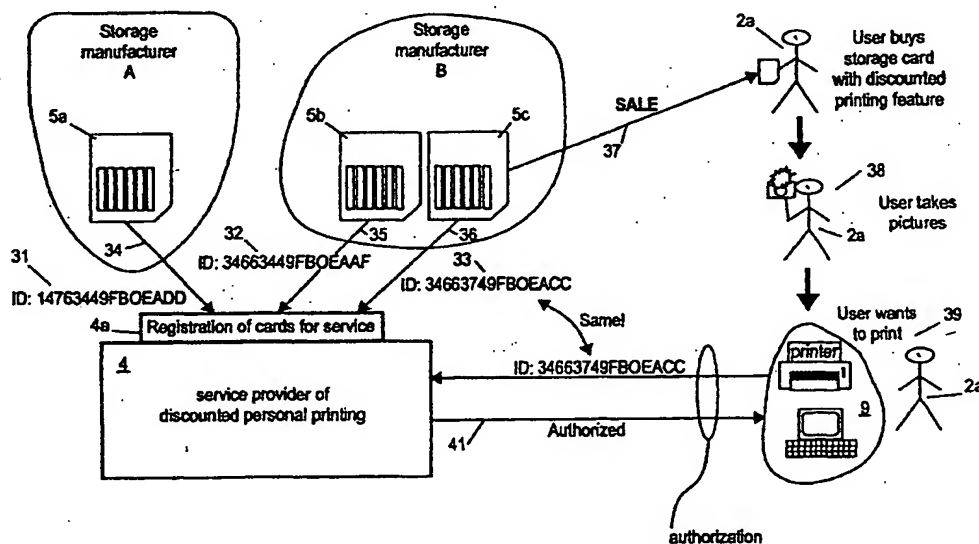 Storage
manufacturer
A
5a
Storage
manufacturer
B
5b
5c
SALE
37
2a
User buys
storage card
with discounted
printing feature
38
User takes
pictures
2a
34
35
36
31
ID: 14763449FBOEADD
32
ID: 34663449FBOEAAF
33
ID: 34663749FBOEACC
Same!
4a
Registration of cards for service
4
service provider of
discounted personal printing
ID: 34663749FBOEACC
41
Authorized
User wants
to print
39
printer
9
2a
authorization